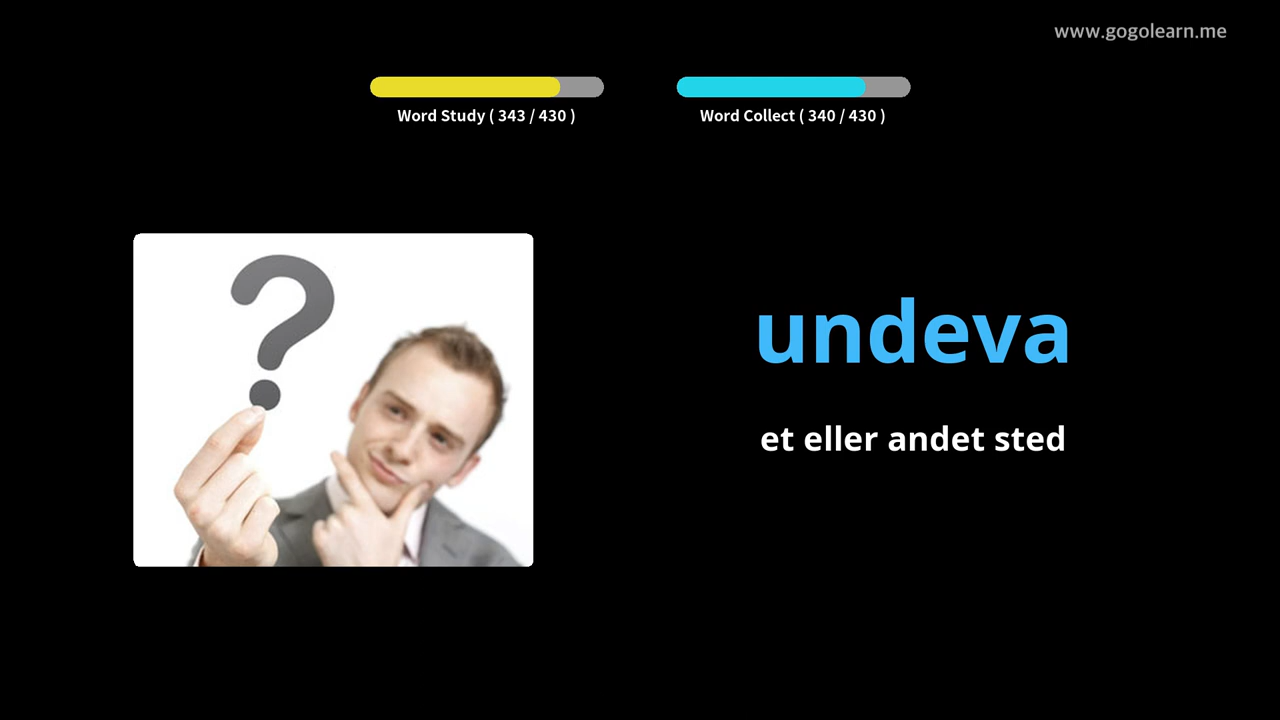 www.gogolearn.me
Word Study ( 343 / 430 )
Word Collect ( 340 / 430 )
?
undeva
et eller andet sted